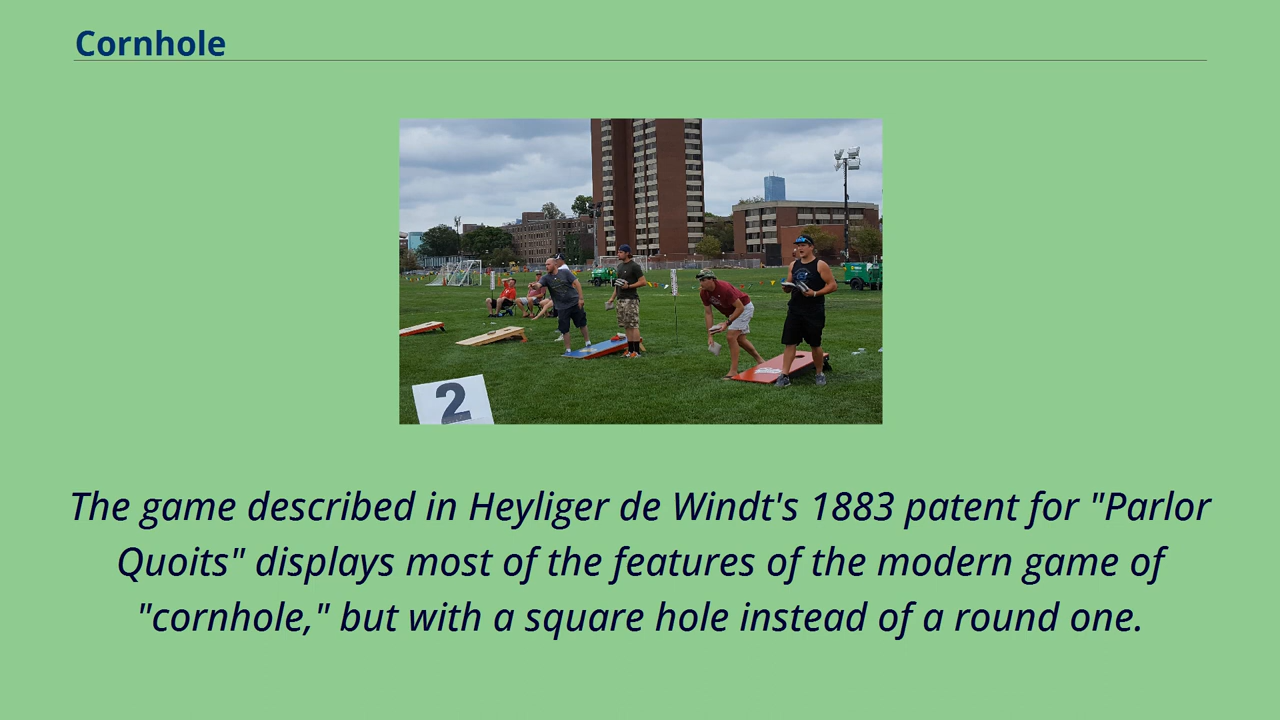 Cornhole
2
The game described in Heyliger de Windt's 1883 patent for "Parlor
Quoits" displays most of the features of the modern game of
"cornhole," but with a square hole instead of a round one.